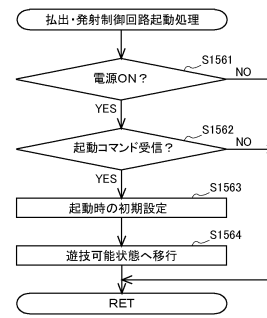 払出・発射制御回路起動処理
S1561
電源ON？
NO
YES
S1562
起動コマンド受信？
NO
YES
S1563
起動時の初期設定
S1564
遊技可能状態へ移行
RET